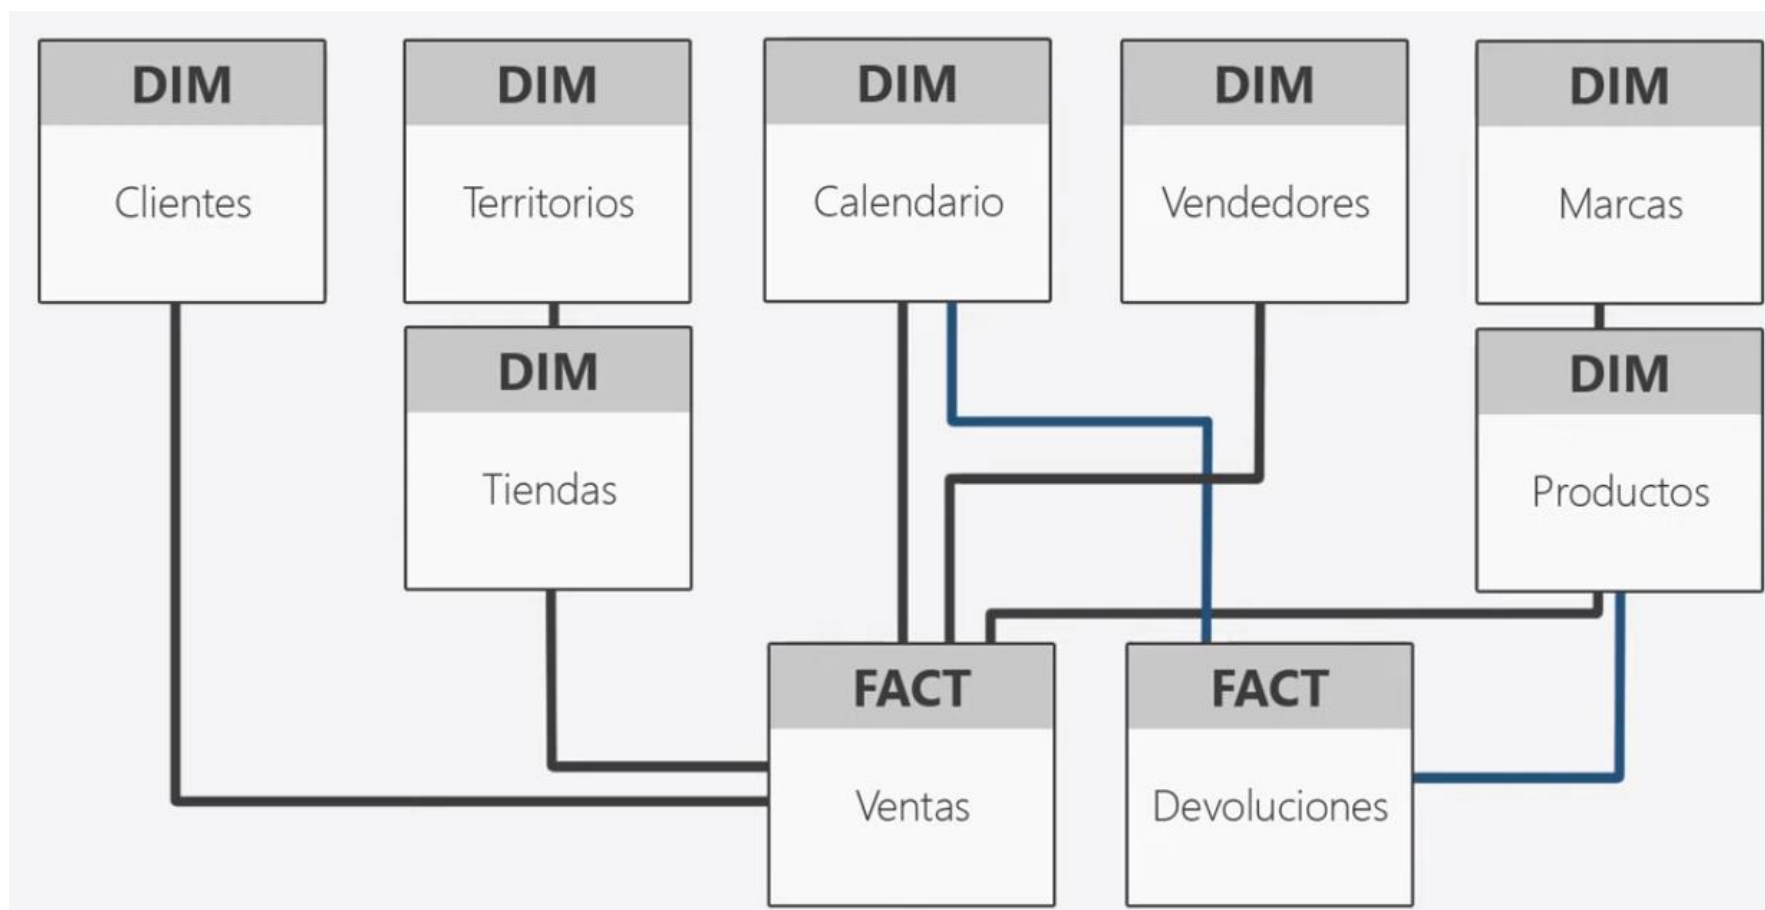 DIM
Clientes
DIM
Territorios
DIM
Calendario
DIM
Vendedores
DIM
Marcas
DIM
Tiendas
DIM
Productos
FACT
Ventas
FACT
Devoluciones